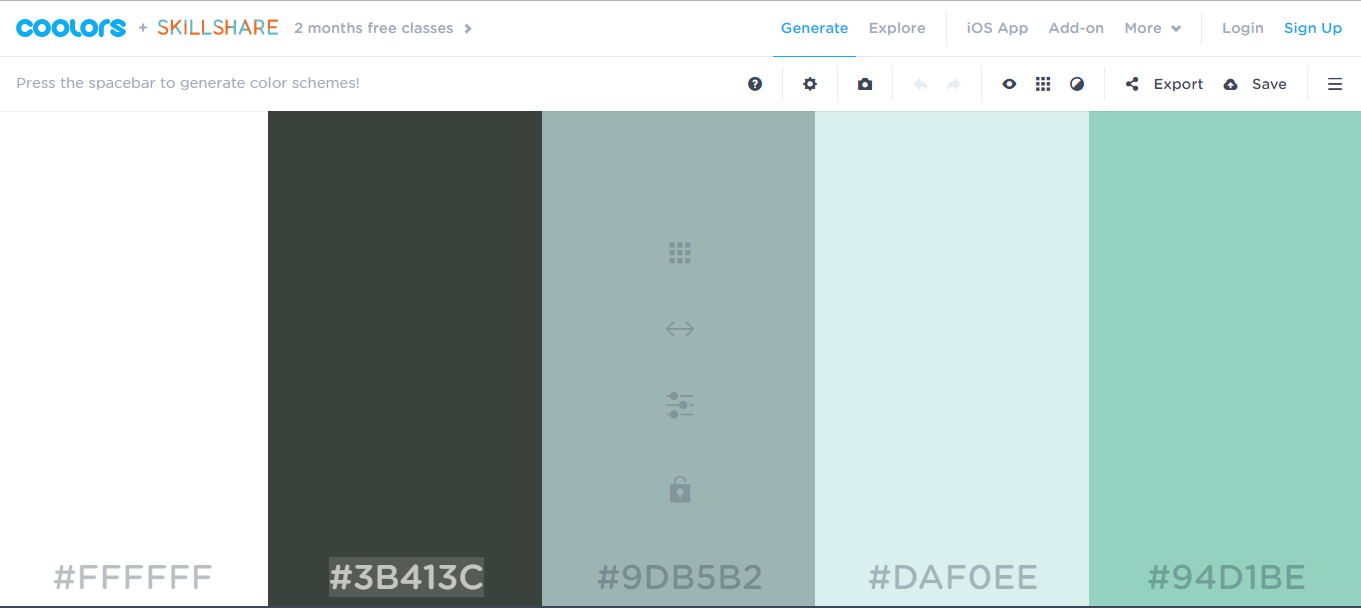 coolors + SKILLSHARE 2 months free classes Generate Explore iOS App Add-on More Login Sign Up
Press the spacebar to generate color schemes! Export Save
#FFFFFF #3B413C #9DB5B2 #DAF0EE #94D1BE